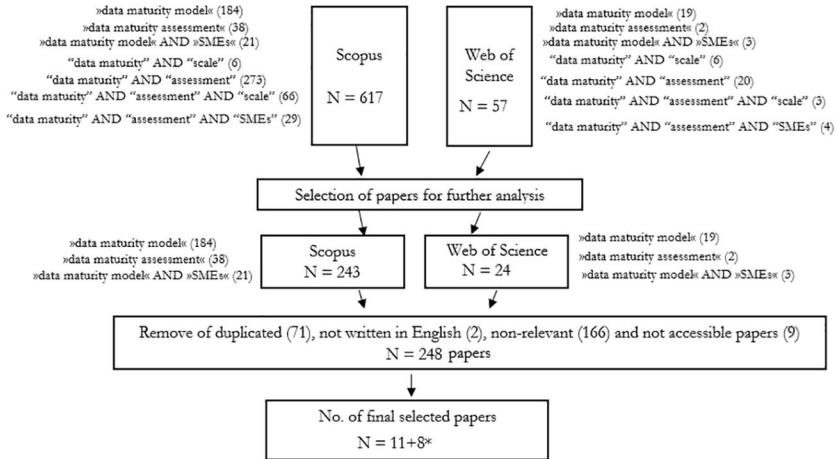 »data maturity model« (184)
»data maturity assessment« (38)
»data maturity model« AND »SMEs« (21)
“data maturity” AND “scale” (6)
“data maturity” AND “assessment” (273)
“data maturity” AND “assessment” AND “scale” (66)
“data maturity” AND “assessment” AND “SMEs” (29)
Scopus
N = 617
Web of
Science
N = 57
»data maturity model« (19)
»data maturity assessment« (2)
»data maturity model« AND »SMEs« (3)
“data maturity” AND “scale” (6)
“data maturity” AND “assessment” (20)
“data maturity” AND “assessment” AND “scale” (3)
“data maturity” AND “assessment” AND “SMEs” (4)
Selection of papers for further analysis
»data maturity model« (184)
»data maturity assessment« (38)
»data maturity model« AND »SMEs« (21)
Scopus
N = 243
Web of Science
N = 24
»data maturity model« (19)
»data maturity assessment« (2)
»data maturity model« AND »SMEs« (3)
Remove of duplicated (71), not written in English (2), non-relevant (166) and not accessible papers (9)
N = 248 papers
No. of final selected papers
N = 11+8*